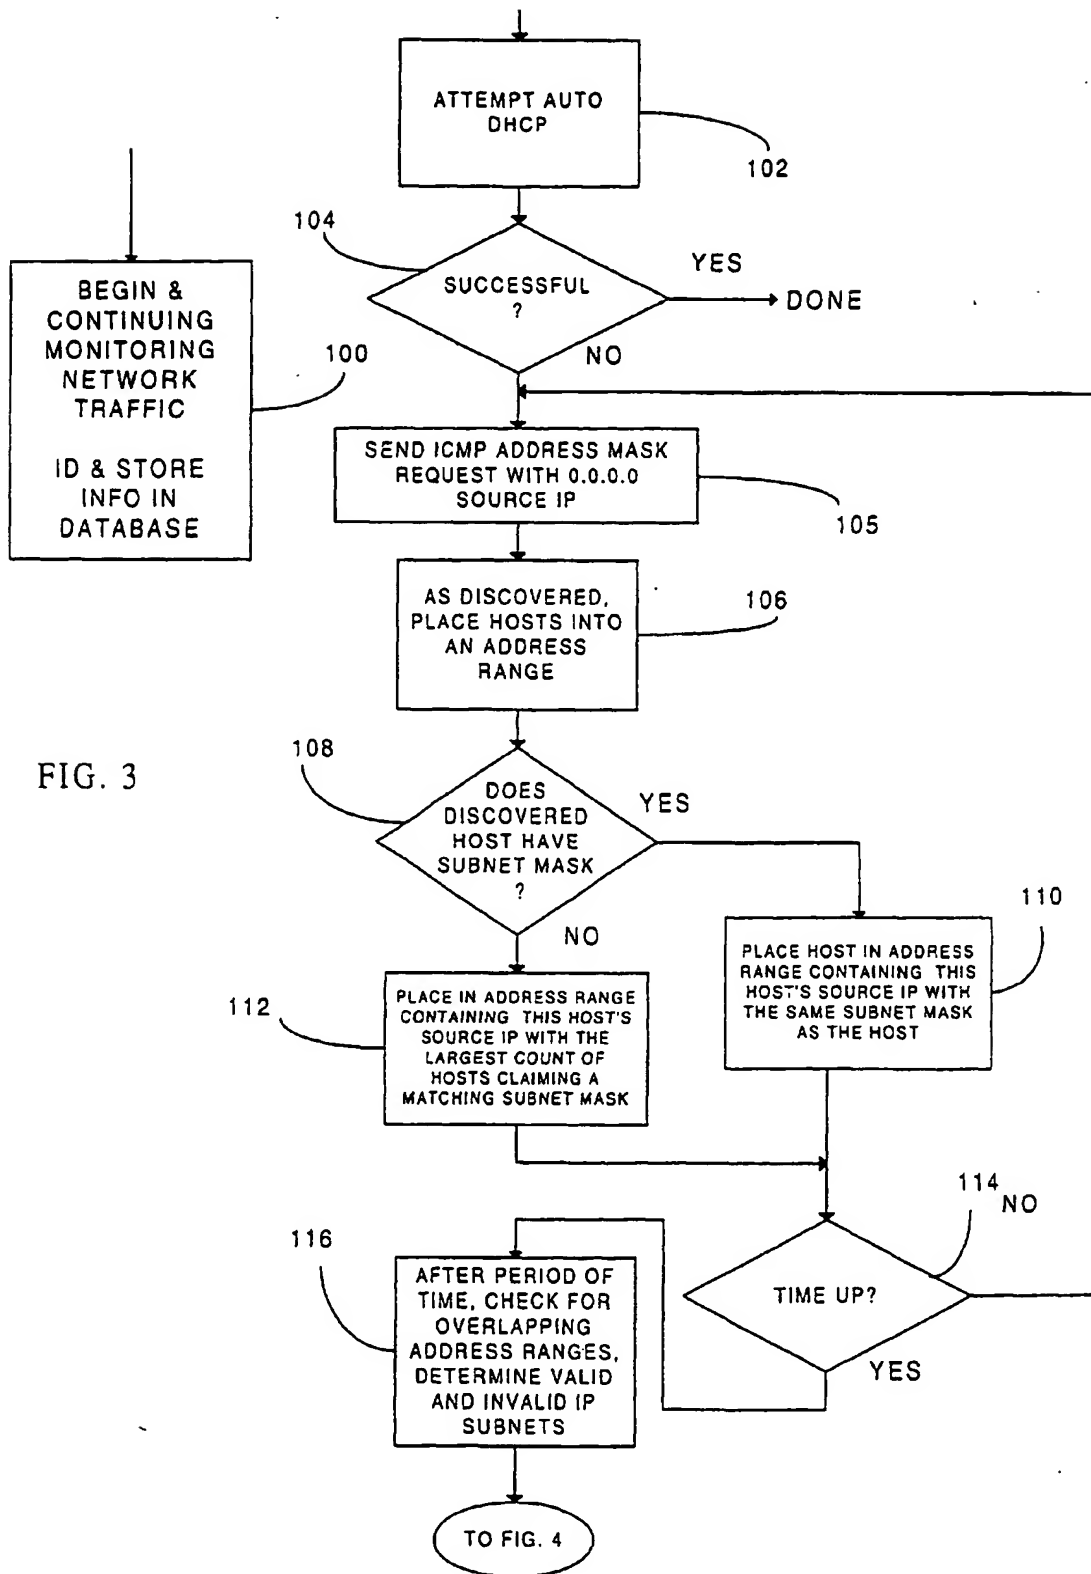 ATTEMPT AUTO
DHCP
102
104
SUCCESSFUL
?
YES
DONE
NO
BEGIN &
CONTINUING
MONITORING
NETWORK
TRAFFIC
ID & STORE
INFO IN
DATABASE
100
SEND ICMP ADDRESS MASK
REQUEST WITH 0.0.0.0
SOURCE IP
105
AS DISCOVERED,
PLACE HOSTS INTO
AN ADDRESS
RANGE
106
FIG. 3
108
DOES
DISCOVERED
HOST HAVE
SUBNET MASK
?
YES
NO
110
PLACE HOST IN ADDRESS
RANGE CONTAINING THIS
HOST'S SOURCE IP WITH
THE SAME SUBNET MASK
AS THE HOST
112
PLACE IN ADDRESS RANGE
CONTAINING THIS HOST'S
SOURCE IP WITH THE
LARGEST COUNT OF
HOSTS CLAIMING A
MATCHING SUBNET MASK
114
NO
TIME UP?
YES
116
AFTER PERIOD OF
TIME, CHECK FOR
OVERLAPPING
ADDRESS RANGES,
DETERMINE VALID
AND INVALID IP
SUBNETS
TO FIG. 4